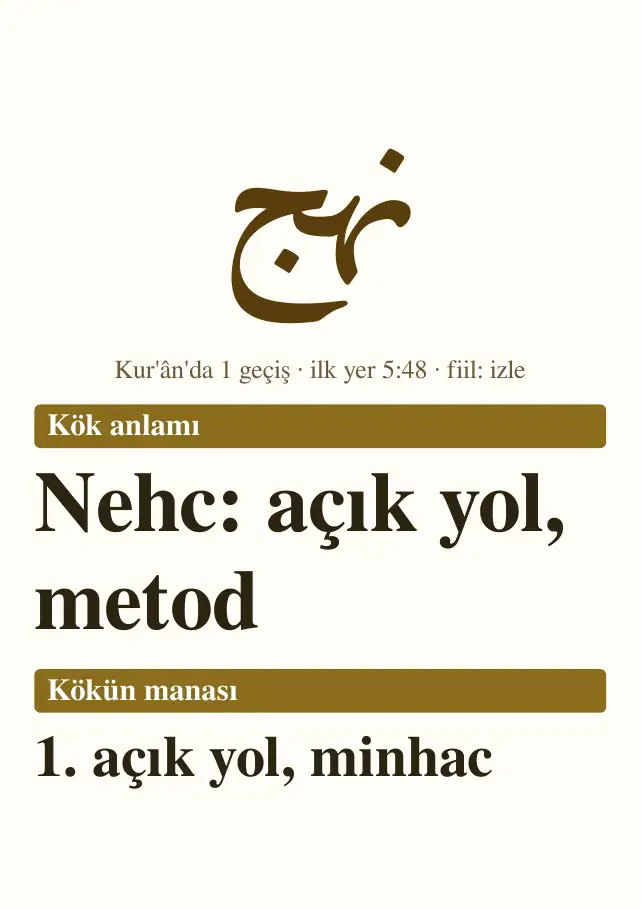 نهج
Kur'ân'da 1 geçiş · ilk yer 5:48 · fiil: izle
Kök anlamı
Nehc: açık yol,
metod
Kökün manası
1. açık yol, minhac